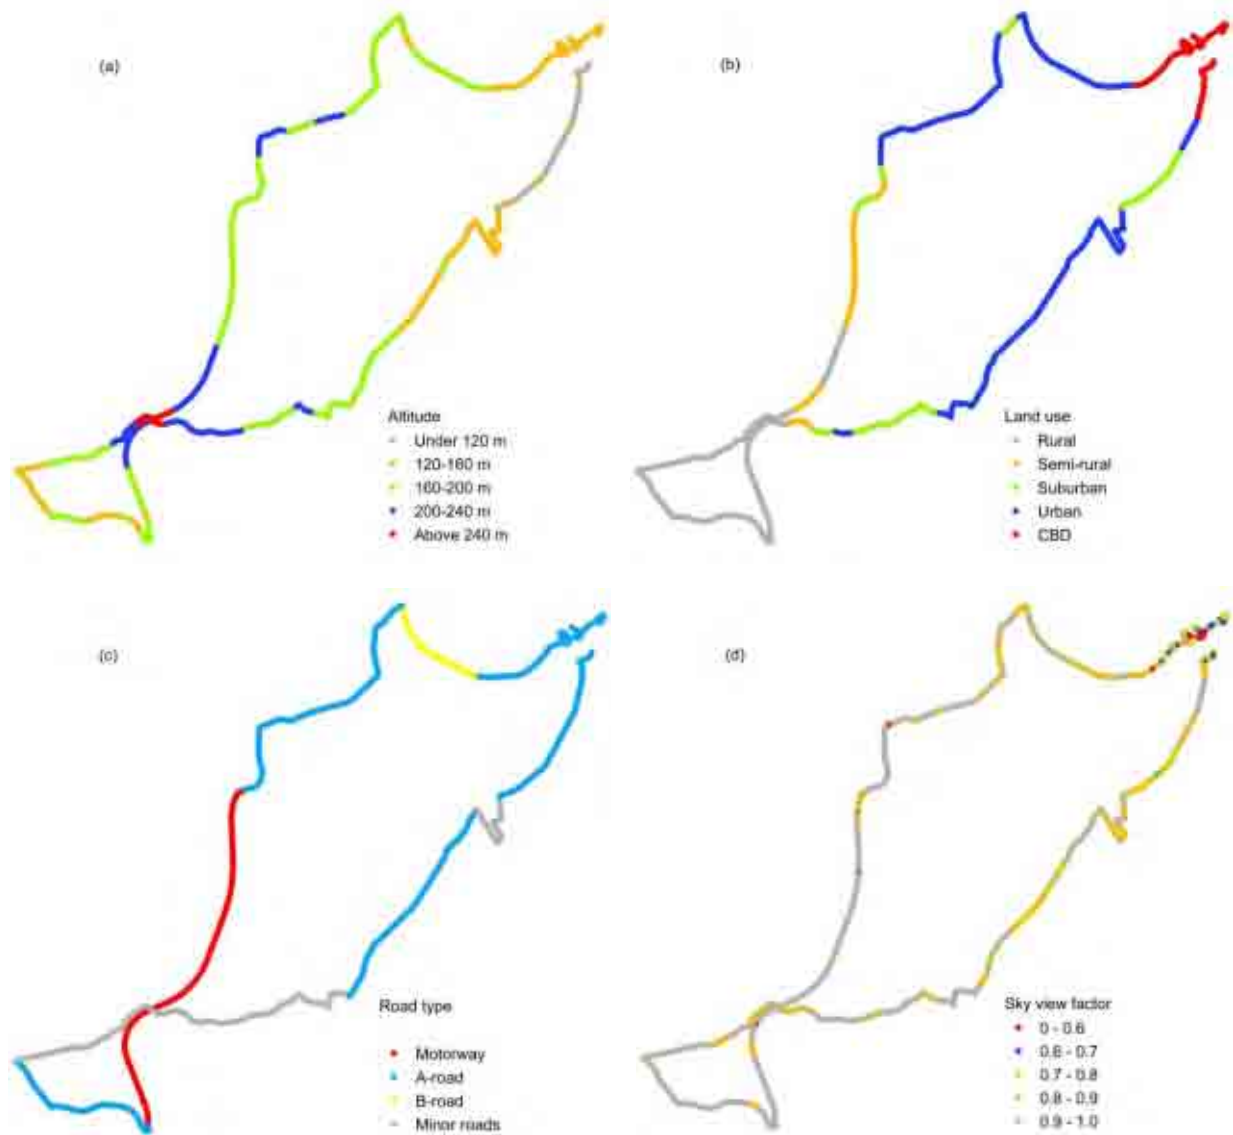 (a)
Altitude
Under 120 m
120-160 m
160-200 m
200-240 m
Above 240 m
(b)
Land use
Rural
Semi-rural
Suburban
Urban
CBD
(c)
Road type
Motorway
A-road
B-road
Minor roads
(d)
Sky view factor
0 - 0.6
0.6 - 0.7
0.7 - 0.8
0.8 - 0.9
0.9 - 1.0